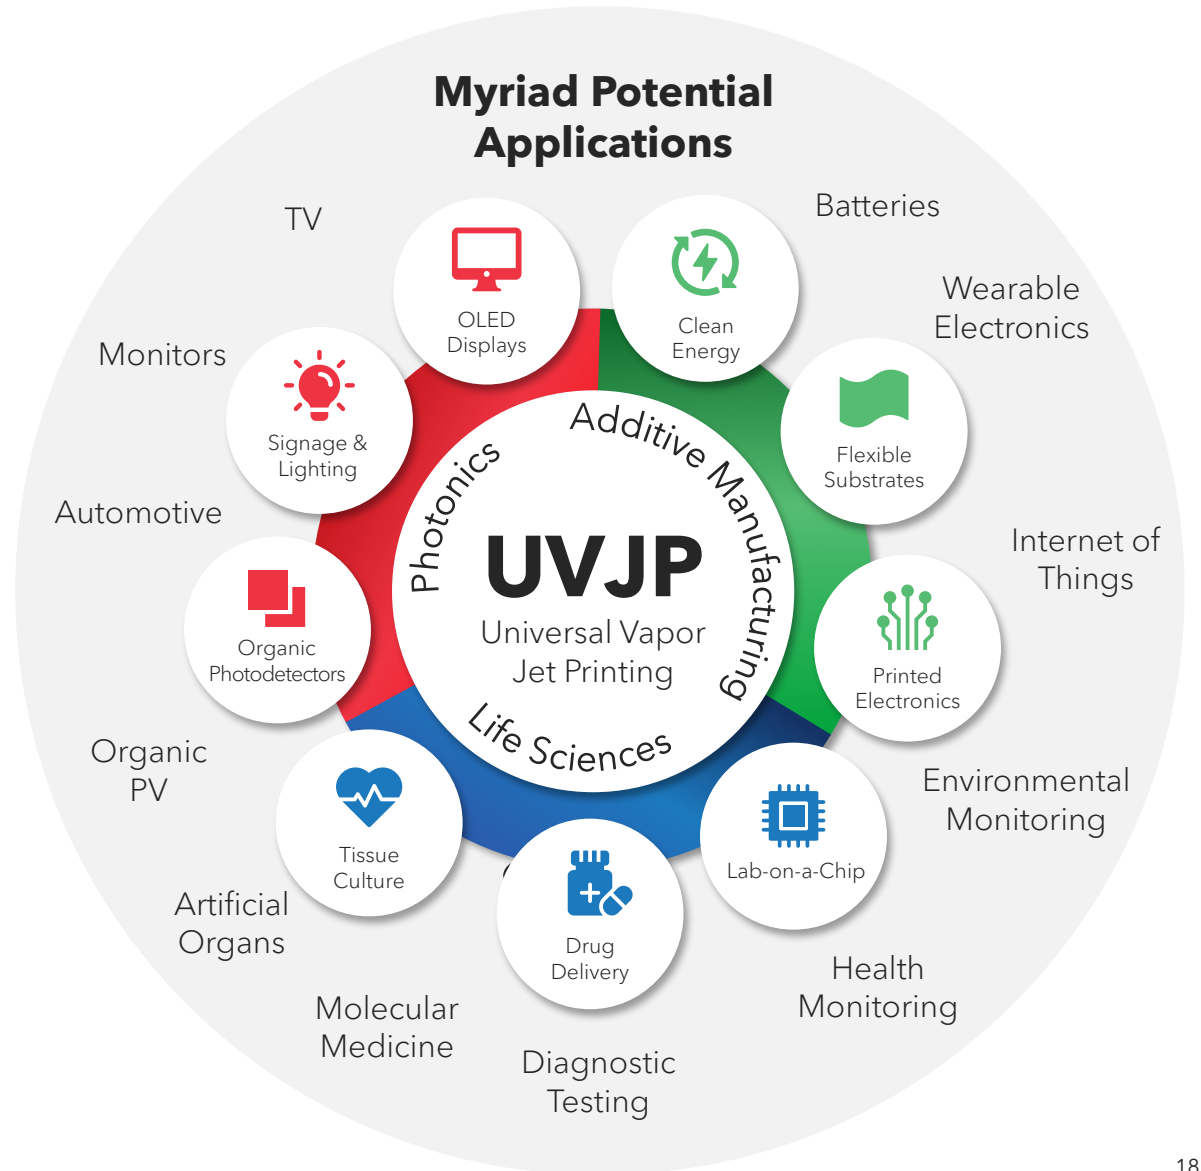 Myriad Potential
Applications
TV
Batteries
Wearable
Electronics
Monitors
Automotive
Internet of
Things
Organic
PV
Environmental
Monitoring
Artificial
Organs
Health
Monitoring
Molecular
Medicine
Diagnostic
Testing
OLED
Displays
Clean
Energy
Signage &
Lighting
Flexible
Substrates
Organic
Photodetectors
Printed
Electronics
Tissue
Culture
Drug
Delivery
Lab-on-a-Chip
Photonics
Additive Manufacturing
Life Sciences
UVJP
Universal Vapor
Jet Printing
18